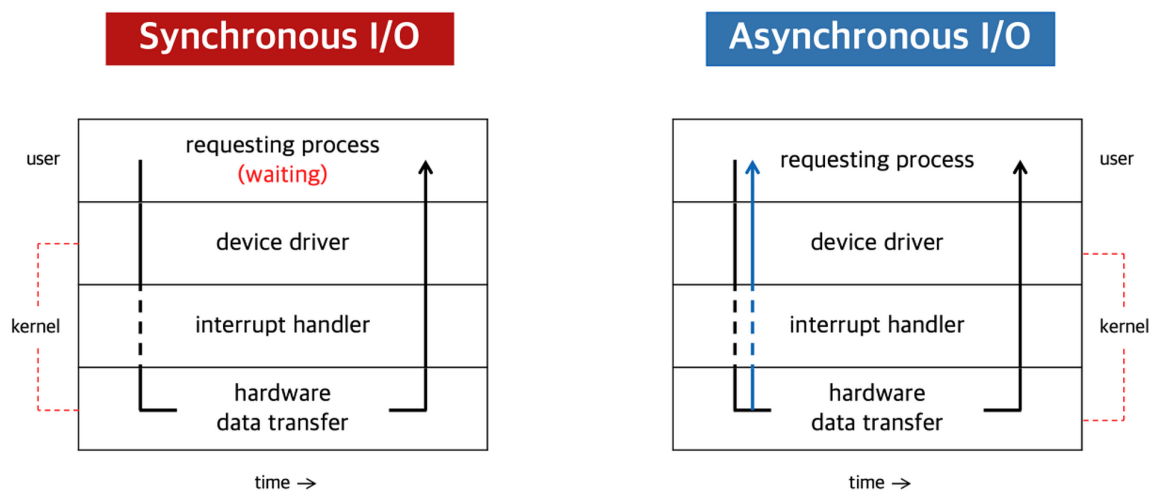 Synchronous I/O
user
requesting process
(waiting)
device driver
kernel
interrupt handler
hardware
data transfer
time →
Asynchronous I/O
requesting process
user
device driver
interrupt handler
kernel
hardware
data transfer
time →